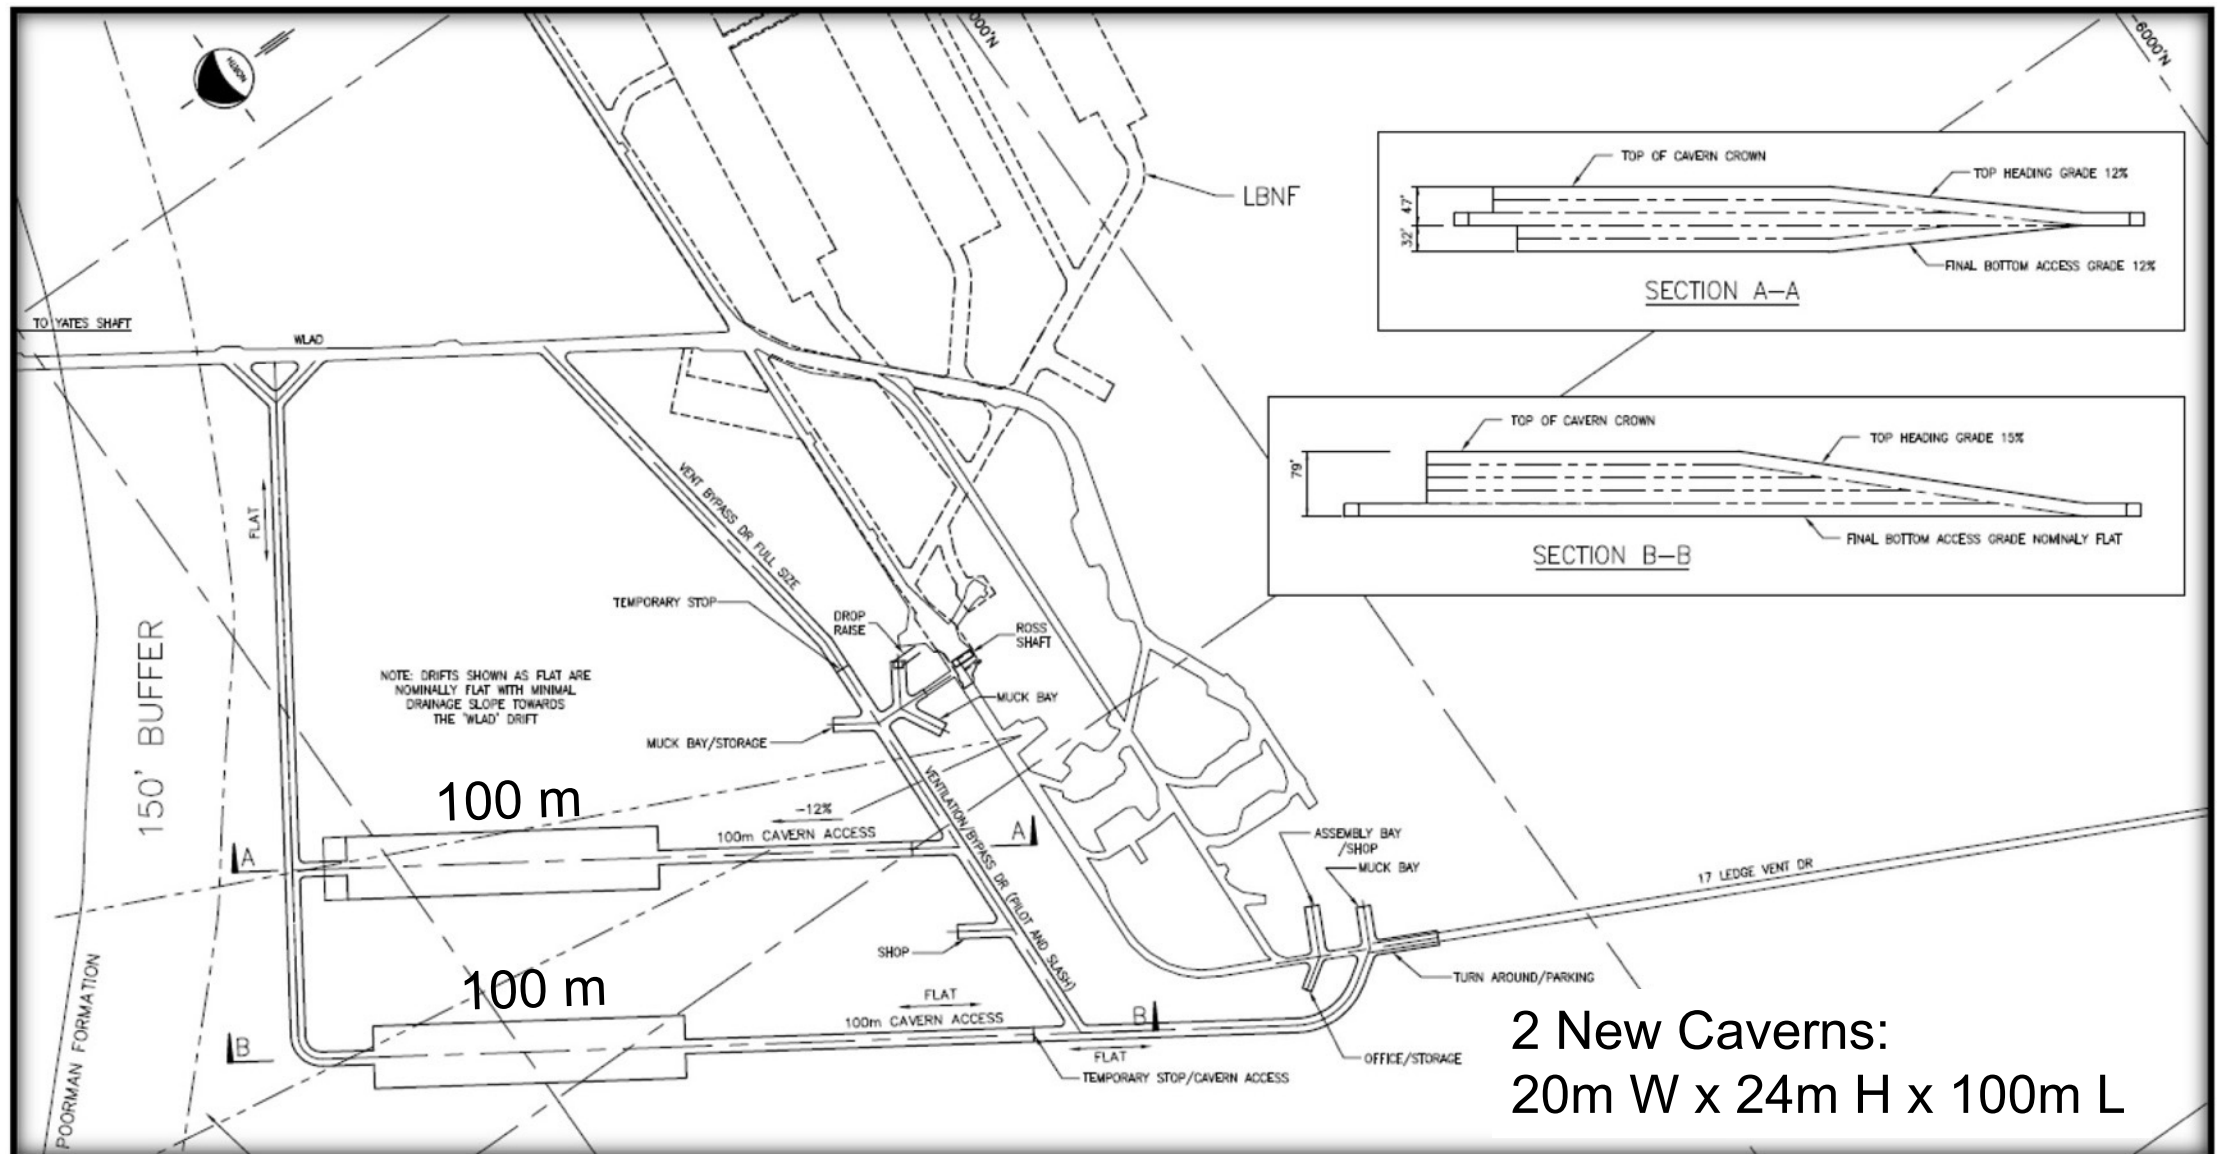 NORTH
000'N
-6000'N
LBNF
TOP OF CAVERN CROWN
TOP HEADING GRADE 12%
47'
32'
FINAL BOTTOM ACCESS GRADE 12%
SECTION A–A
TO YATES SHAFT
WLAD
TOP OF CAVERN CROWN
TOP HEADING GRADE 15%
79'
FINAL BOTTOM ACCESS GRADE NOMINALY FLAT
SECTION B–B
FLAT
VENT BYPASS DR FULL SIZE
TEMPORARY STOP
DROP
RAISE
ROSS
SHAFT
150' BUFFER
NOTE: DRIFTS SHOWN AS FLAT ARE
NOMINALLY FLAT WITH MINIMAL
DRAINAGE SLOPE TOWARDS
THE 'WLAD' DRIFT
MUCK BAY
MUCK BAY/STORAGE
100 m
-12%
100m CAVERN ACCESS
VENTILATION/BYPASS DR (PILOT AND SLASH)
A
A
ASSEMBLY BAY
/SHOP
MUCK BAY
17 LEDGE VENT DR
SHOP
TURN AROUND/PARKING
POORMAN FORMATION
100 m
FLAT
100m CAVERN ACCESS
B
B
FLAT
OFFICE/STORAGE
TEMPORARY STOP/CAVERN ACCESS
2 New Caverns:
20m W x 24m H x 100m L